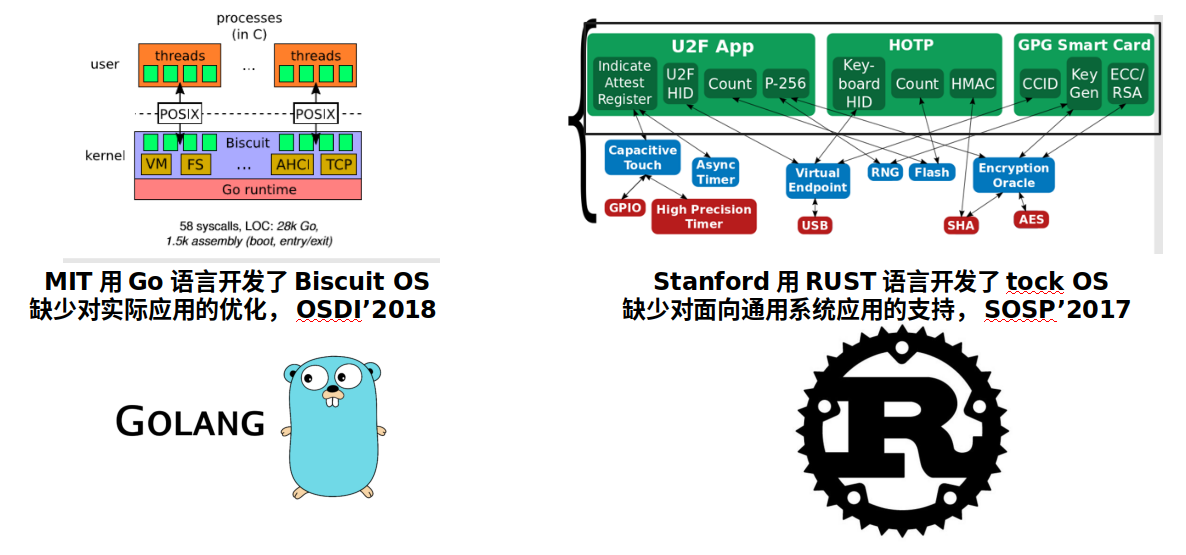 processes
(in C)
user
threads
...
threads
POSIX
POSIX
kernel
Biscuit
VM
FS
...
AHCI
TCP
Go runtime
58 syscalls, LOC: 28k Go,
1.5k assembly (boot, entry/exit)
MIT 用 Go 语言开发了 Biscuit OS
缺少对实际应用的优化， OSDI’2018
GOLANG
U2F App
Indicate
Attest
Register
U2F
HID
Count
P-256
HOTP
Key-
board
HID
Count
HMAC
GPG Smart Card
CCID
Key
Gen
ECC/
RSA
Capacitive
Touch
Async
Timer
Virtual
Endpoint
RNG
Flash
Encryption
Oracle
GPIO
High Precision
Timer
USB
SHA
AES
Stanford 用 RUST 语言开发了 tock OS
缺少对面向通用系统应用的支持， SOSP’2017
R